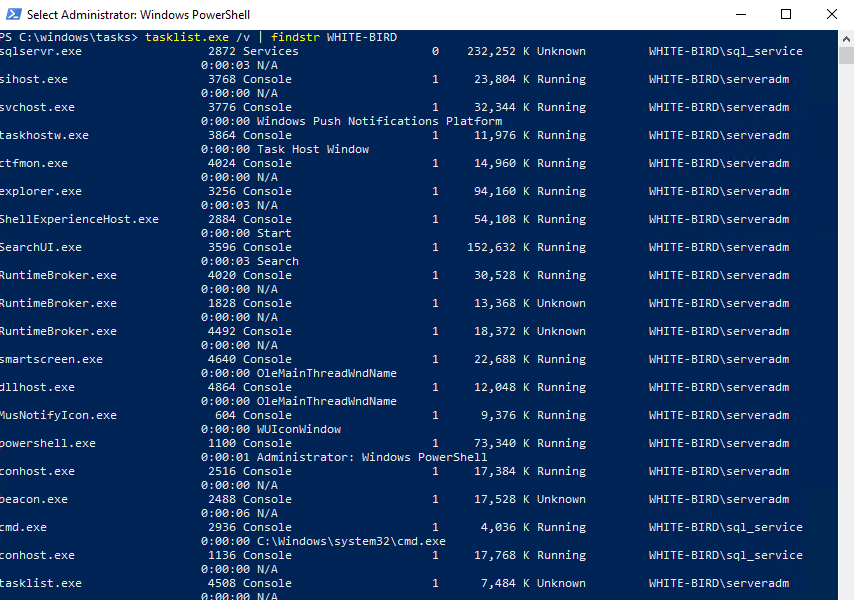 Select Administrator: Windows PowerShell
PS C:\windows\tasks> tasklist.exe /v | findstr WHITE-BIRD
sqlservr.exe 2872 Services 0 232,252 K Unknown WHITE-BIRD\sql_service
0:00:03 N/A
sihost.exe 3768 Console 1 23,804 K Running WHITE-BIRD\serveradm
0:00:00 N/A
svchost.exe 3776 Console 1 32,344 K Running WHITE-BIRD\serveradm
0:00:00 Windows Push Notifications Platform
taskhostw.exe 3864 Console 1 11,976 K Running WHITE-BIRD\serveradm
0:00:00 Task Host Window
ctfmon.exe 4024 Console 1 14,960 K Running WHITE-BIRD\serveradm
0:00:00 N/A
explorer.exe 3256 Console 1 94,160 K Running WHITE-BIRD\serveradm
0:00:03 N/A
ShellExperienceHost.exe 2884 Console 1 54,108 K Running WHITE-BIRD\serveradm
0:00:00 Start
SearchUI.exe 3596 Console 1 152,632 K Running WHITE-BIRD\serveradm
0:00:03 Search
RuntimeBroker.exe 4020 Console 1 30,528 K Running WHITE-BIRD\serveradm
0:00:00 N/A
RuntimeBroker.exe 1828 Console 1 13,368 K Unknown WHITE-BIRD\serveradm
0:00:00 N/A
RuntimeBroker.exe 4492 Console 1 18,372 K Unknown WHITE-BIRD\serveradm
0:00:00 N/A
smartscreen.exe 4640 Console 1 22,688 K Running WHITE-BIRD\serveradm
0:00:00 OleMainThreadWndName
dllhost.exe 4864 Console 1 12,048 K Running WHITE-BIRD\serveradm
0:00:00 OleMainThreadWndName
MusNotifyIcon.exe 604 Console 1 9,376 K Running WHITE-BIRD\serveradm
0:00:00 WUIconWindow
powershell.exe 1100 Console 1 73,340 K Running WHITE-BIRD\serveradm
0:00:01 Administrator: Windows PowerShell
conhost.exe 2516 Console 1 17,384 K Running WHITE-BIRD\serveradm
0:00:00 N/A
beacon.exe 2488 Console 1 17,528 K Unknown WHITE-BIRD\serveradm
0:00:06 N/A
cmd.exe 2936 Console 1 4,036 K Running WHITE-BIRD\sql_service
0:00:00 C:\Windows\system32\cmd.exe
conhost.exe 1136 Console 1 17,768 K Running WHITE-BIRD\sql_service
0:00:00 N/A
tasklist.exe 4508 Console 1 7,484 K Unknown WHITE-BIRD\serveradm
0:00:00 N/A